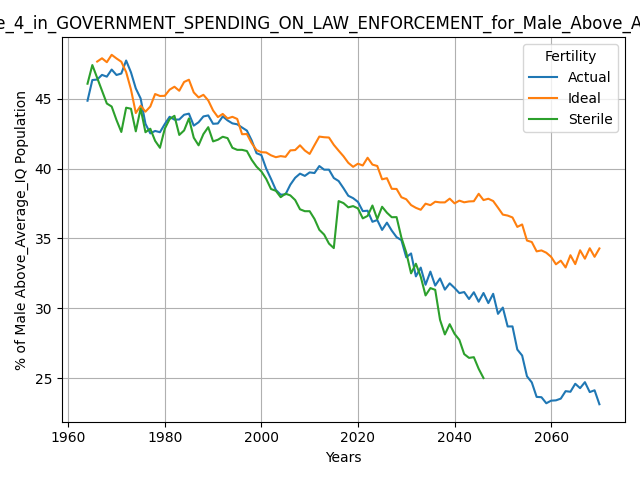 e_4_in_GOVERNMENT_SPENDING_ON_LAW_ENFORCEMENT_for_Male_Above_A
Fertility
Actual
Ideal
Sterile
% of Male Above_Average_IQ Population
45
40
35
30
25
1960
1980
2000
2020
2040
2060
Years